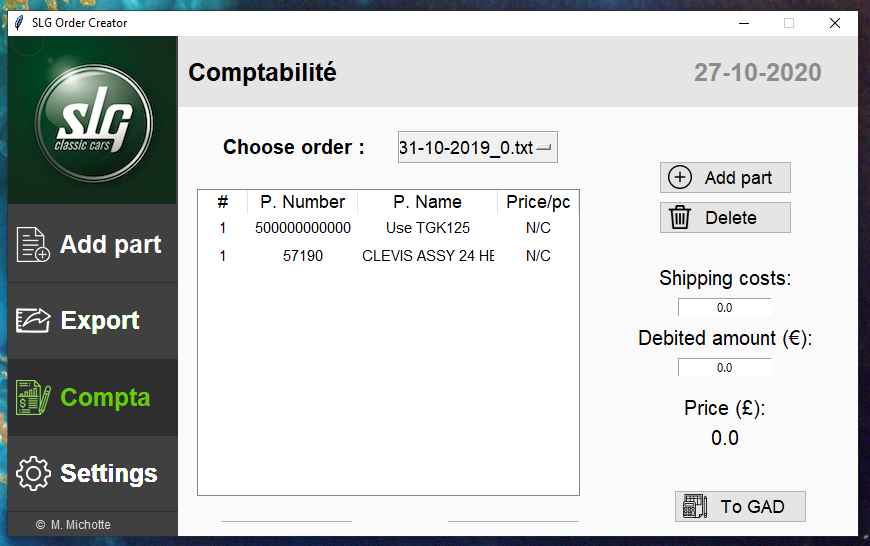 SLG Order Creator
slg
classic cars
Comptabilité
27-10-2020
Choose order :
31-10-2019_0.txt
# P. Number P. Name Price/pc
1 500000000000 Use TGK125 N/C
1 57190 CLEVIS ASSY 24 HE N/C
Add part
Export
Compta
Settings
© M. Michotte
Add part
Delete
Shipping costs:
0.0
Debited amount (€):
0.0
Price (£):
0.0
To GAD